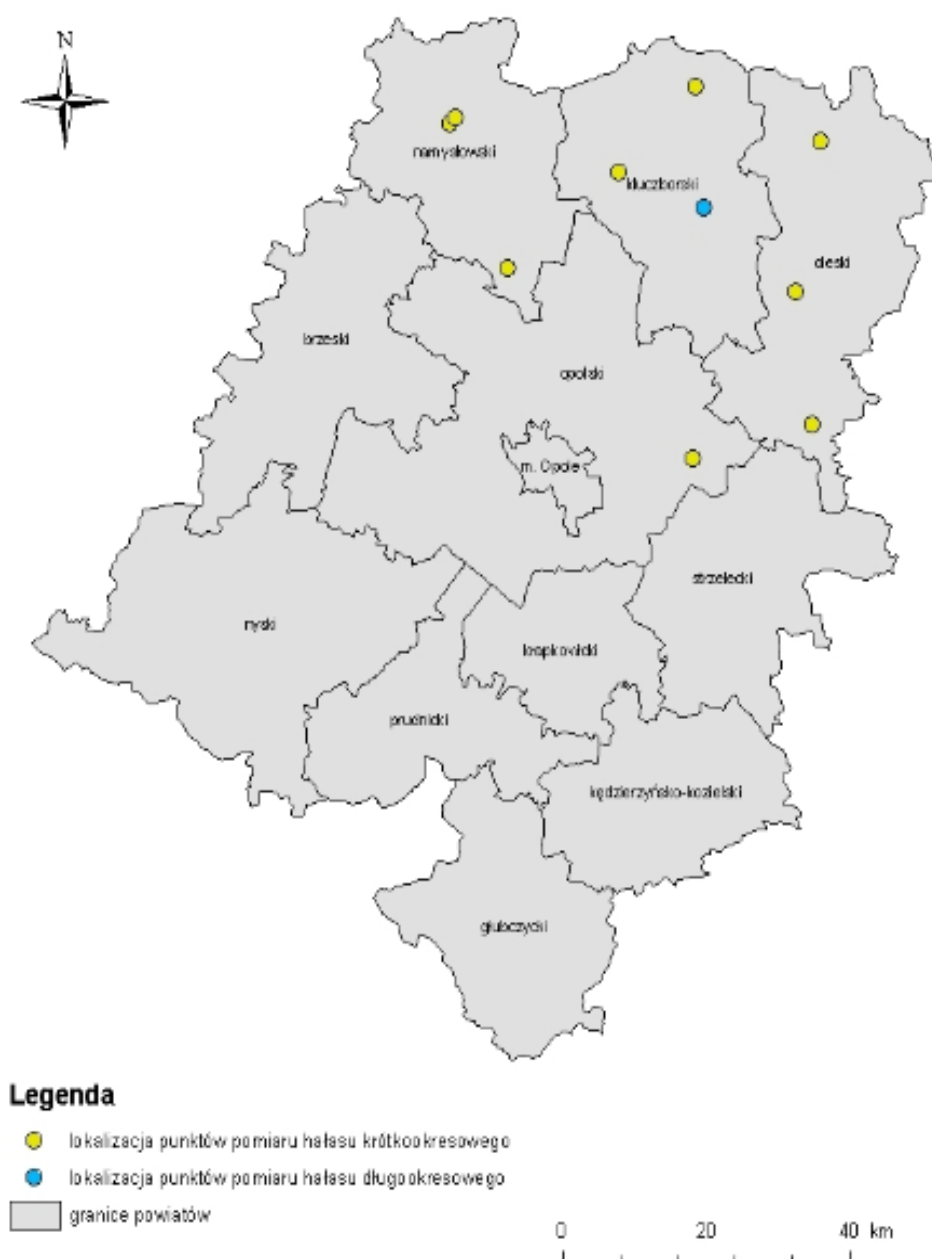 N
namysłowski
kluczborski
oleski
brzeski
opolski
m. Opole
strzelecki
nyski
krapkowicki
prudnicki
kędzierzyńsko-kozielski
głubczycki
Legenda
lokalizacja punktów pomiaru hałasu krótkookresowego
lokalizacja punktów pomiaru hałasu długookresowego
granice powiatów
0 20 40 km